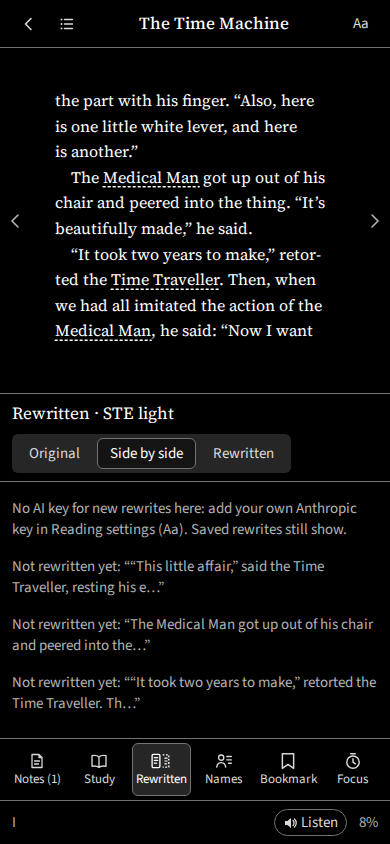 The Time Machine
Aa
the part with his finger. “Also, here
is one little white lever, and here
is another.”
The Medical Man got up out of his
chair and peered into the thing. “It’s
beautifully made,” he said.
“It took two years to make,” retor-
ted the Time Traveller. Then, when
we had all imitated the action of the
Medical Man, he said: “Now I want
Rewritten · STE light
Original
Side by side
Rewritten
No AI key for new rewrites here: add your own Anthropic
key in Reading settings (Aa). Saved rewrites still show.
Not rewritten yet: ““This little affair,” said the Time
Traveller, resting his e…”
Not rewritten yet: “The Medical Man got up out of his chair
and peered into the…”
Not rewritten yet: ““It took two years to make,” retorted the
Time Traveller. Th…”
Notes (1)
Study
Rewritten
Names
Bookmark
Focus
I
Listen
8%